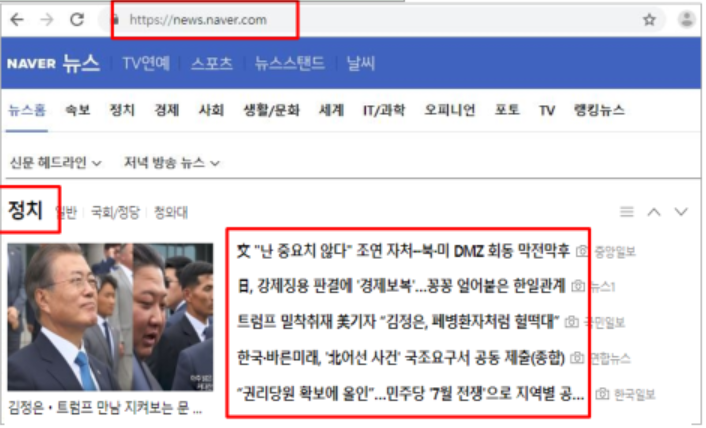 https://news.naver.com
NAVER 뉴스 TV연예 스포츠 뉴스스탠드 날씨
뉴스홈 속보 정치 경제 사회 생활/문화 세계 IT/과학 오피니언 포토 TV 랭킹뉴스
신문 헤드라인 저녁 방송 뉴스
정치 일반 국회/정당 청와대
文 "난 중요치 않다" 조연 자처─북·미 DMZ 회동 막전막후 중앙일보
日, 강제징용 판결에 '경제보복'...꽁꽁 얼어붙은 한일관계 뉴스1
트럼프 밀착취재 美기자 "김정은, 폐병환자처럼 헐떡대" 국민일보
한국·바른미래, '北어선 사건' 국조요구서 공동 제출(종합) 연합뉴스
"권리당원 확보에 올인"...민주당 '7월 전쟁'으로 지역별 공... 한국일보
김정은·트럼프 만남 지켜보는 문 ...